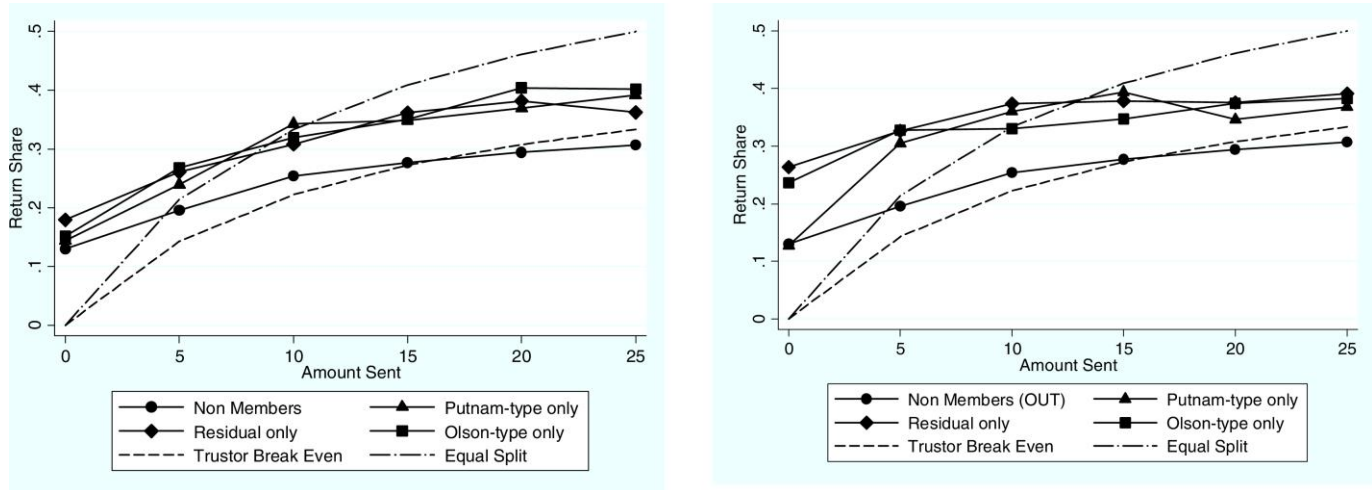 .5
.4
.3
.2
.1
0
Return Share
0 5 10 15 20 25
Amount Sent
Non Members Putnam-type only
Residual only Olson-type only
Trustor Break Even Equal Split
.5
.4
.3
.2
.1
0
Return Share
0 5 10 15 20 25
Amount Sent
Non Members (OUT) Putnam-type only
Residual only Olson-type only
Trustor Break Even Equal Split